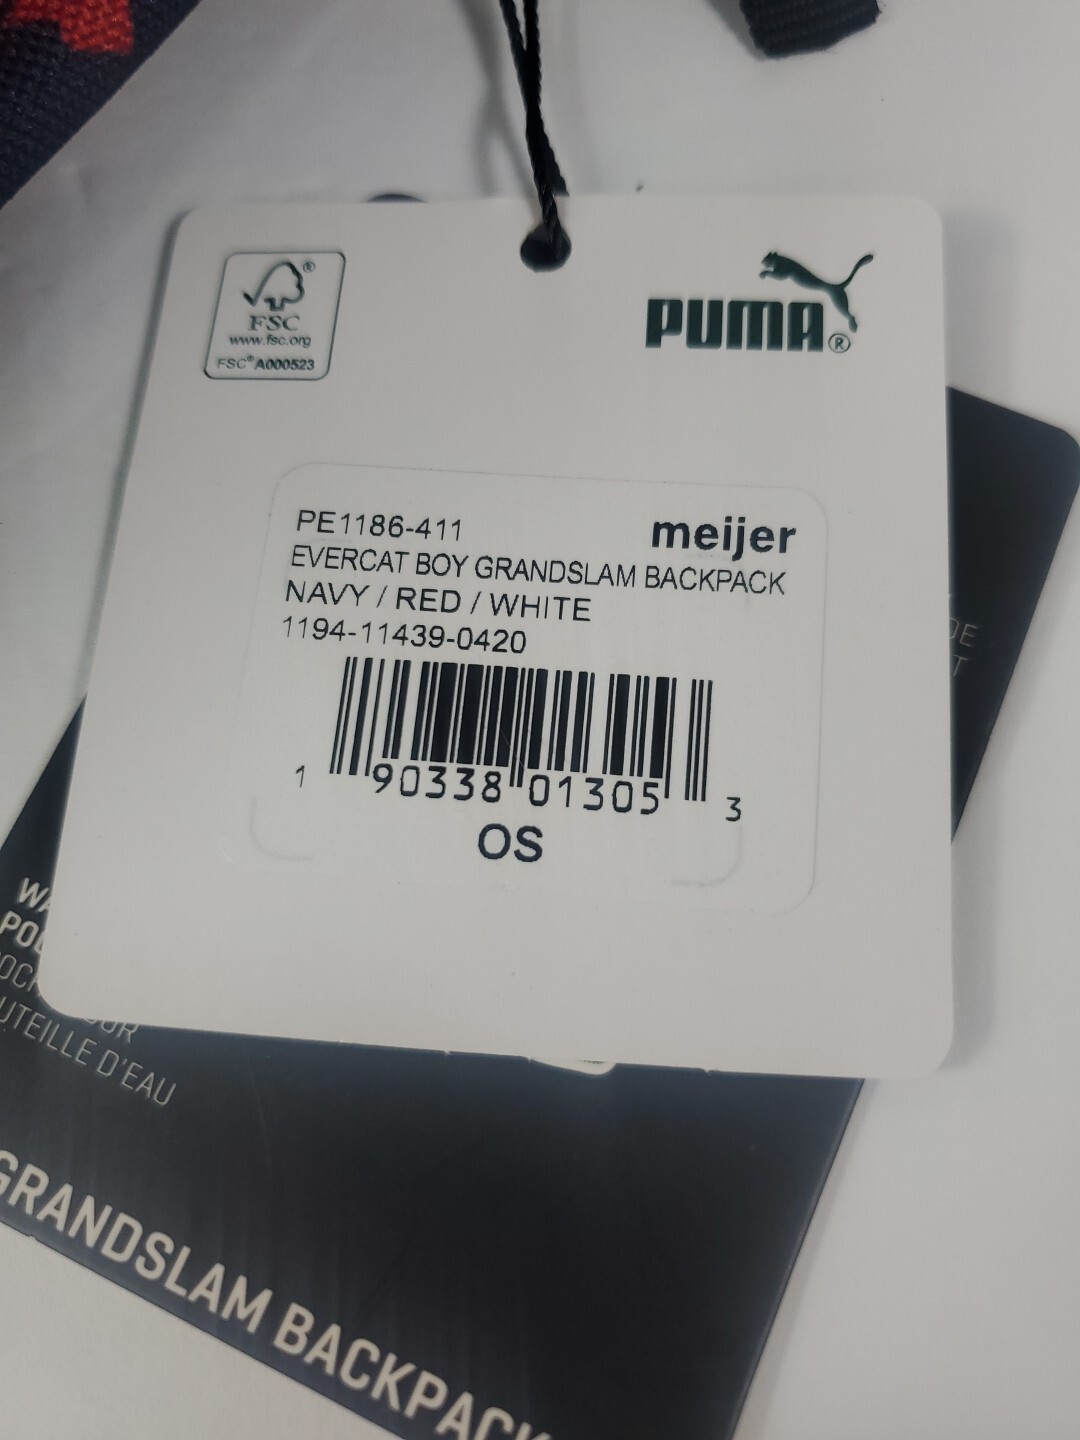 FSC
www.fsc.org
FSC® A000523
PUMA®
PE1186-411 meijer
EVERCAT BOY GRANDSLAM BACKPACK
NAVY / RED / WHITE
1194-11439-0420
1 90338 01305 3
OS
DE
T
UTEILLE D'EAU
GRANDSLAM BACKPACK